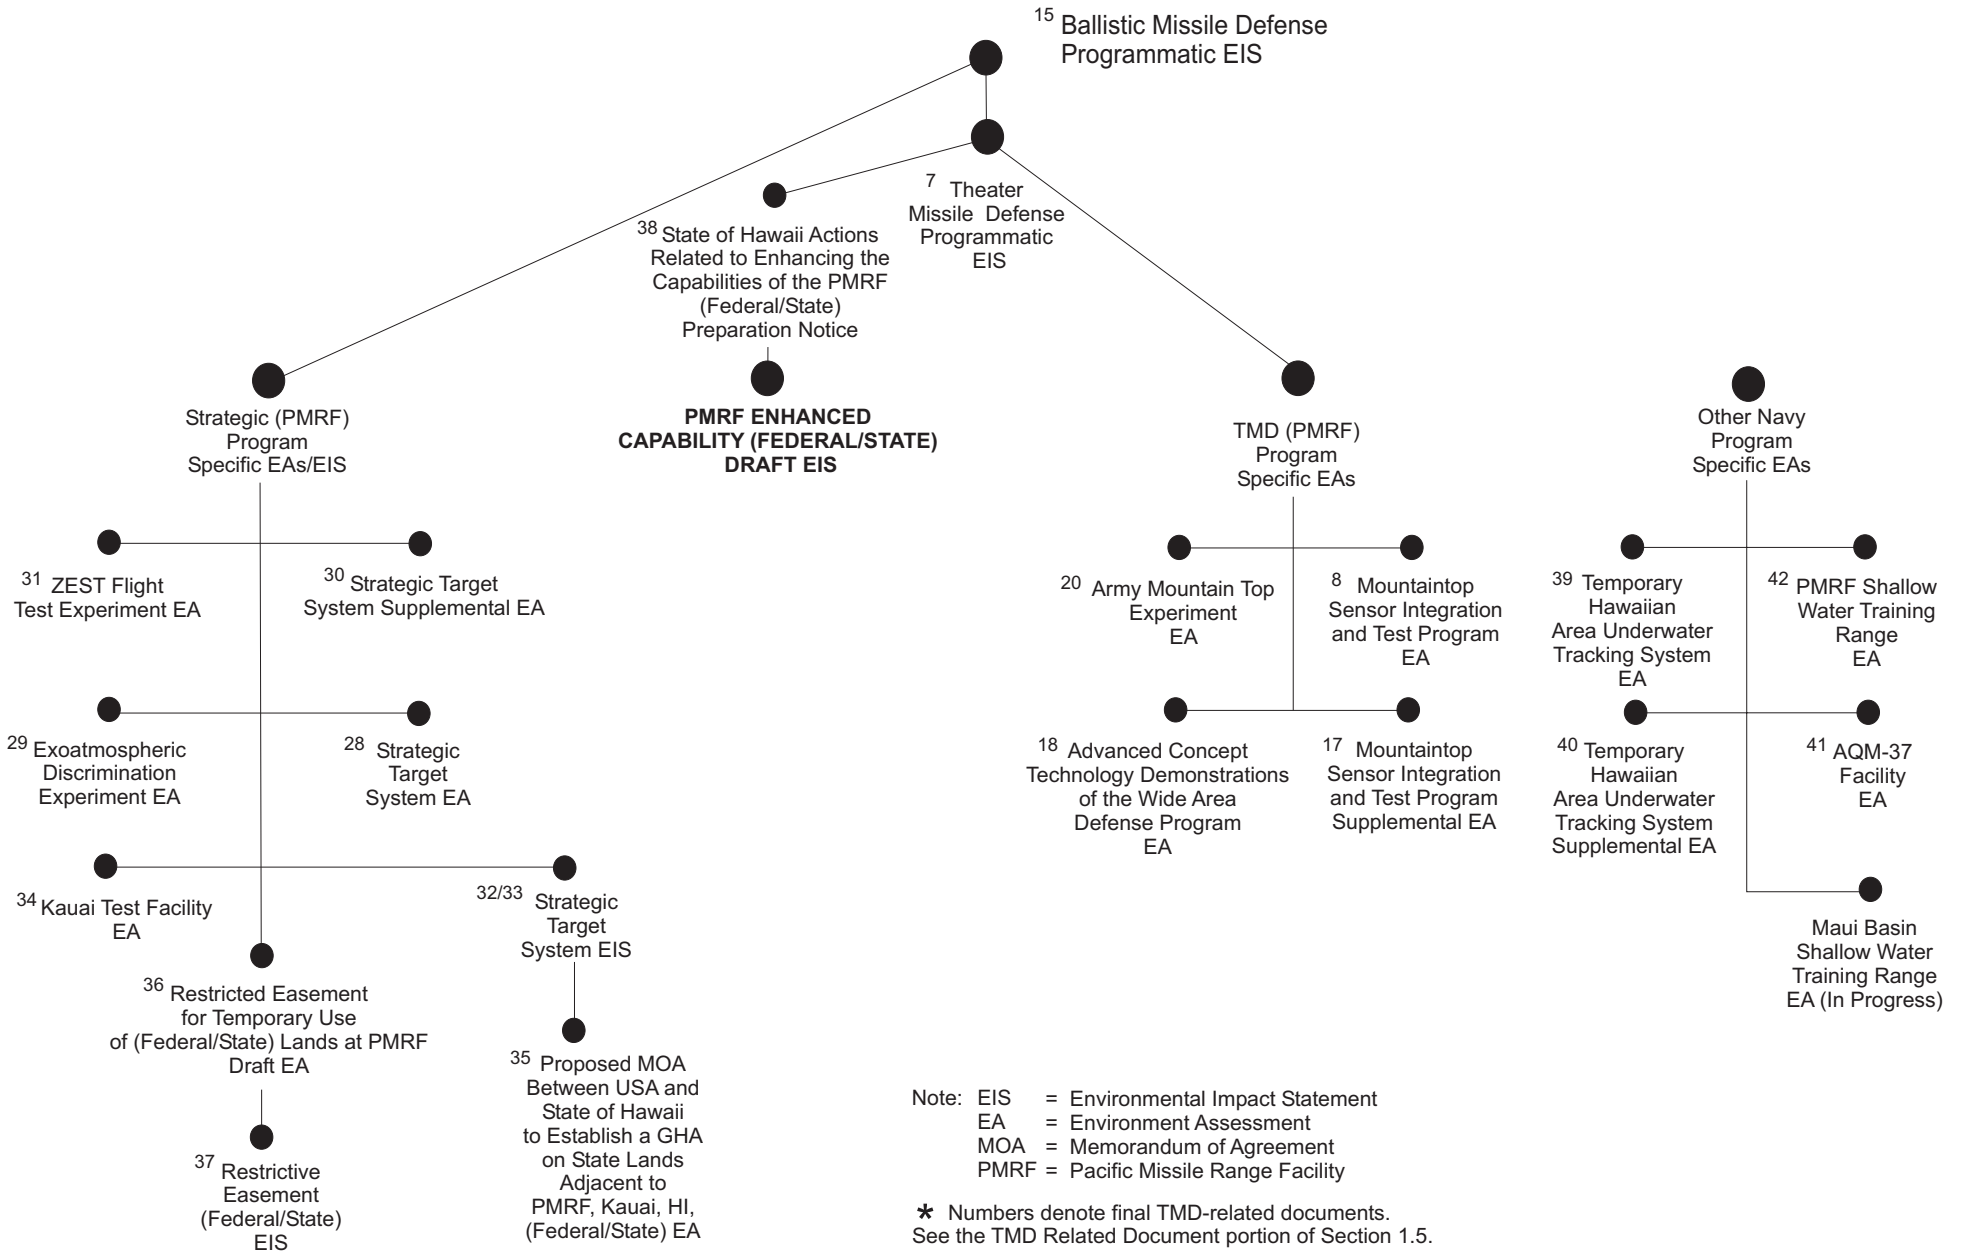 15 Ballistic Missile Defense
Programmatic EIS
7 Theater
Missile Defense
Programmatic
EIS
38 State of Hawaii Actions
Related to Enhancing the
Capabilities of the PMRF
(Federal/State)
Preparation Notice
Strategic (PMRF)
Program
Specific EAs/EIS
PMRF ENHANCED
CAPABILITY (FEDERAL/STATE)
DRAFT EIS
TMD (PMRF)
Program
Specific EAs
Other Navy
Program
Specific EAs
31 ZEST Flight
Test Experiment EA
30 Strategic Target
System Supplemental EA
29 Exoatmospheric
Discrimination
Experiment EA
28 Strategic
Target
System EA
34 Kauai Test Facility
EA
32/33 Strategic
Target
System EIS
36 Restricted Easement
for Temporary Use
of (Federal/State) Lands at PMRF
Draft EA
35 Proposed MOA
Between USA and
State of Hawaii
to Establish a GHA
on State Lands
Adjacent to
PMRF, Kauai, HI,
(Federal/State) EA
37 Restrictive
Easement
(Federal/State)
EIS
20 Army Mountain Top
Experiment
EA
8 Mountaintop
Sensor Integration
and Test Program
EA
18 Advanced Concept
Technology Demonstrations
of the Wide Area
Defense Program
EA
17 Mountaintop
Sensor Integration
and Test Program
Supplemental EA
39 Temporary
Hawaiian
Area Underwater
Tracking System
EA
42 PMRF Shallow
Water Training
Range
EA
40 Temporary
Hawaiian
Area Underwater
Tracking System
Supplemental EA
41 AQM-37
Facility
EA
Maui Basin
Shallow Water
Training Range
EA (In Progress)
Note: EIS = Environmental Impact Statement
EA = Environment Assessment
MOA = Memorandum of Agreement
PMRF = Pacific Missile Range Facility
* Numbers denote final TMD-related documents.
See the TMD Related Document portion of Section 1.5.